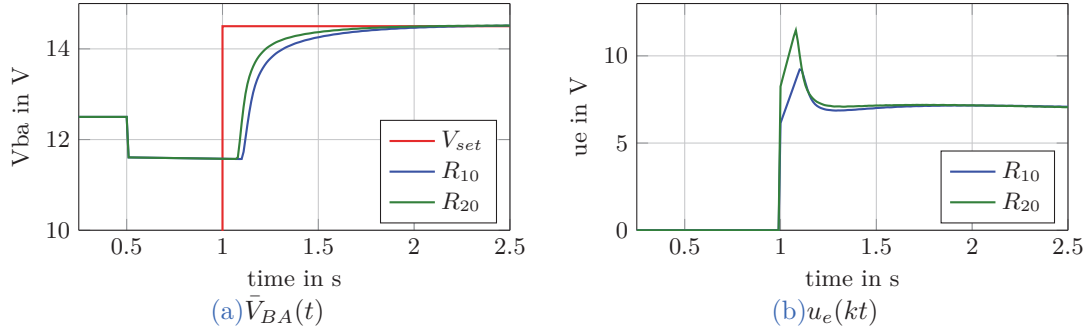 14
12
10
0.5
1
1.5
2
2.5
time in s
Vba in V
V_set
R_10
R_20
(a) V̄_BA(t)
10
5
0
0.5
1
1.5
2
2.5
time in s
ue in V
R_10
R_20
(b) u_e(kt)